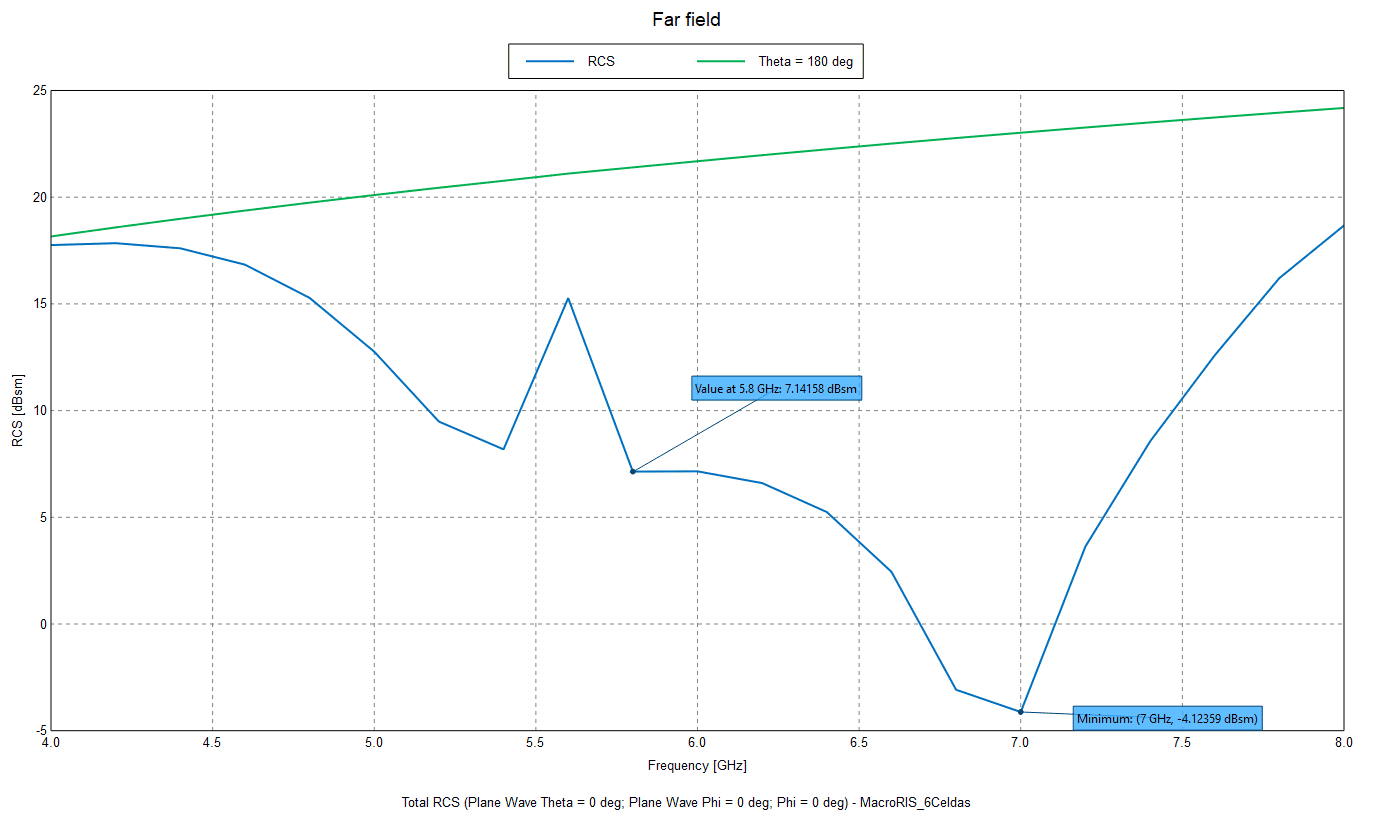 Far field
RCS
Theta = 180 deg
25
20
15
10
5
0
-5
RCS [dBsm]
Value at 5.8 GHz: 7.14158 dBsm
Minimum: (7 GHz, -4.12359 dBsm)
4.0
4.5
5.0
5.5
6.0
6.5
7.0
7.5
8.0
Frequency [GHz]
Total RCS (Plane Wave Theta = 0 deg; Plane Wave Phi = 0 deg; Phi = 0 deg) - MacroRIS_6Celdas